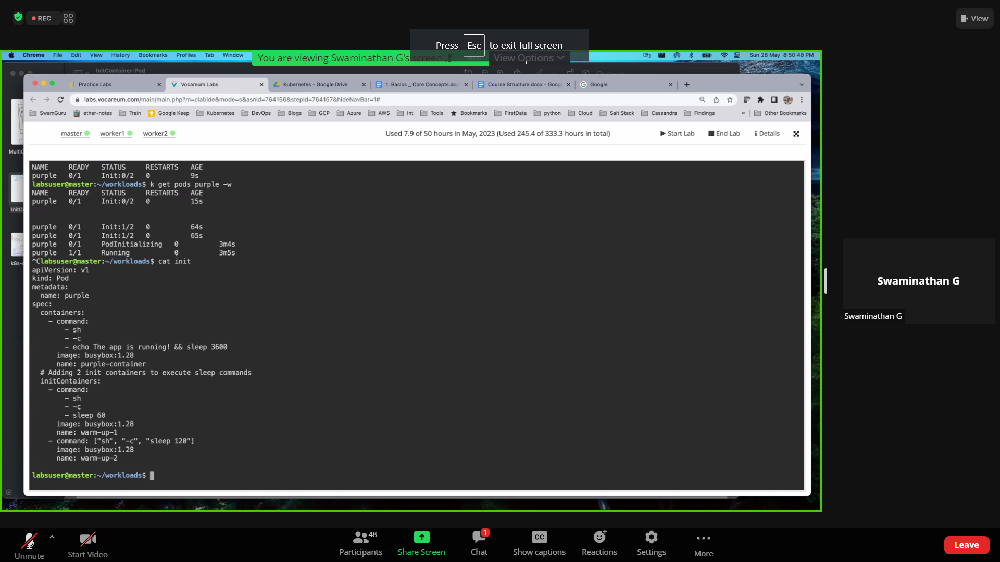 REC
View
Press Esc to exit full screen
You are viewing Swaminathan G's screen
View Options
Chrome File Edit View History Bookmarks Profiles Tab Window
Sun 28 May 8:50:48 PM
InitContainer-Pod
Practice Labs
Vocareum Labs
Kubernetes - Google Drive
1. Basics _ Core Concepts.doc
Course Structure.docx - Goog
Google
labs.vocareum.com/main/main.php?m=clabide&mode=s&asnid=764156&stepid=764157&hideNavBar=1#
SwamGuru ether-notes Train Google Keep Kubernetes DevOps Blogs GCP Azure AWS Int Tools Bookmarks FirstData python Cloud Salt Stack Cassandra Findings » Other Bookmarks
master worker1 worker2
Used 7.9 of 50 hours in May, 2023 (Used 245.4 of 333.3 hours in total)
Start Lab End Lab Details
MultiC
InitC
k8s-c
NAME READY STATUS RESTARTS AGE
purple 0/1 Init:0/2 0 9s
labsuser@master:~/workloads$ k get pods purple -w
NAME READY STATUS RESTARTS AGE
purple 0/1 Init:0/2 0 15s
purple 0/1 Init:1/2 0 64s
purple 0/1 Init:1/2 0 65s
purple 0/1 PodInitializing 0 3m4s
purple 1/1 Running 0 3m5s
^Clabsuser@master:~/workloads$ cat init
apiVersion: v1
kind: Pod
metadata:
name: purple
spec:
containers:
- command:
- sh
- -c
- echo The app is running! && sleep 3600
image: busybox:1.28
name: purple-container
# Adding 2 init containers to execute sleep commands
initContainers:
- command:
- sh
- -c
- sleep 60
image: busybox:1.28
name: warm-up-1
- command: ["sh", "-c", "sleep 120"]
image: busybox:1.28
name: warm-up-2
labsuser@master:~/workloads$
Swaminathan G
Swaminathan G
Unmute
Start Video
48
Participants
Share Screen
1
Chat
CC
Show captions
Reactions
Settings
More
Leave